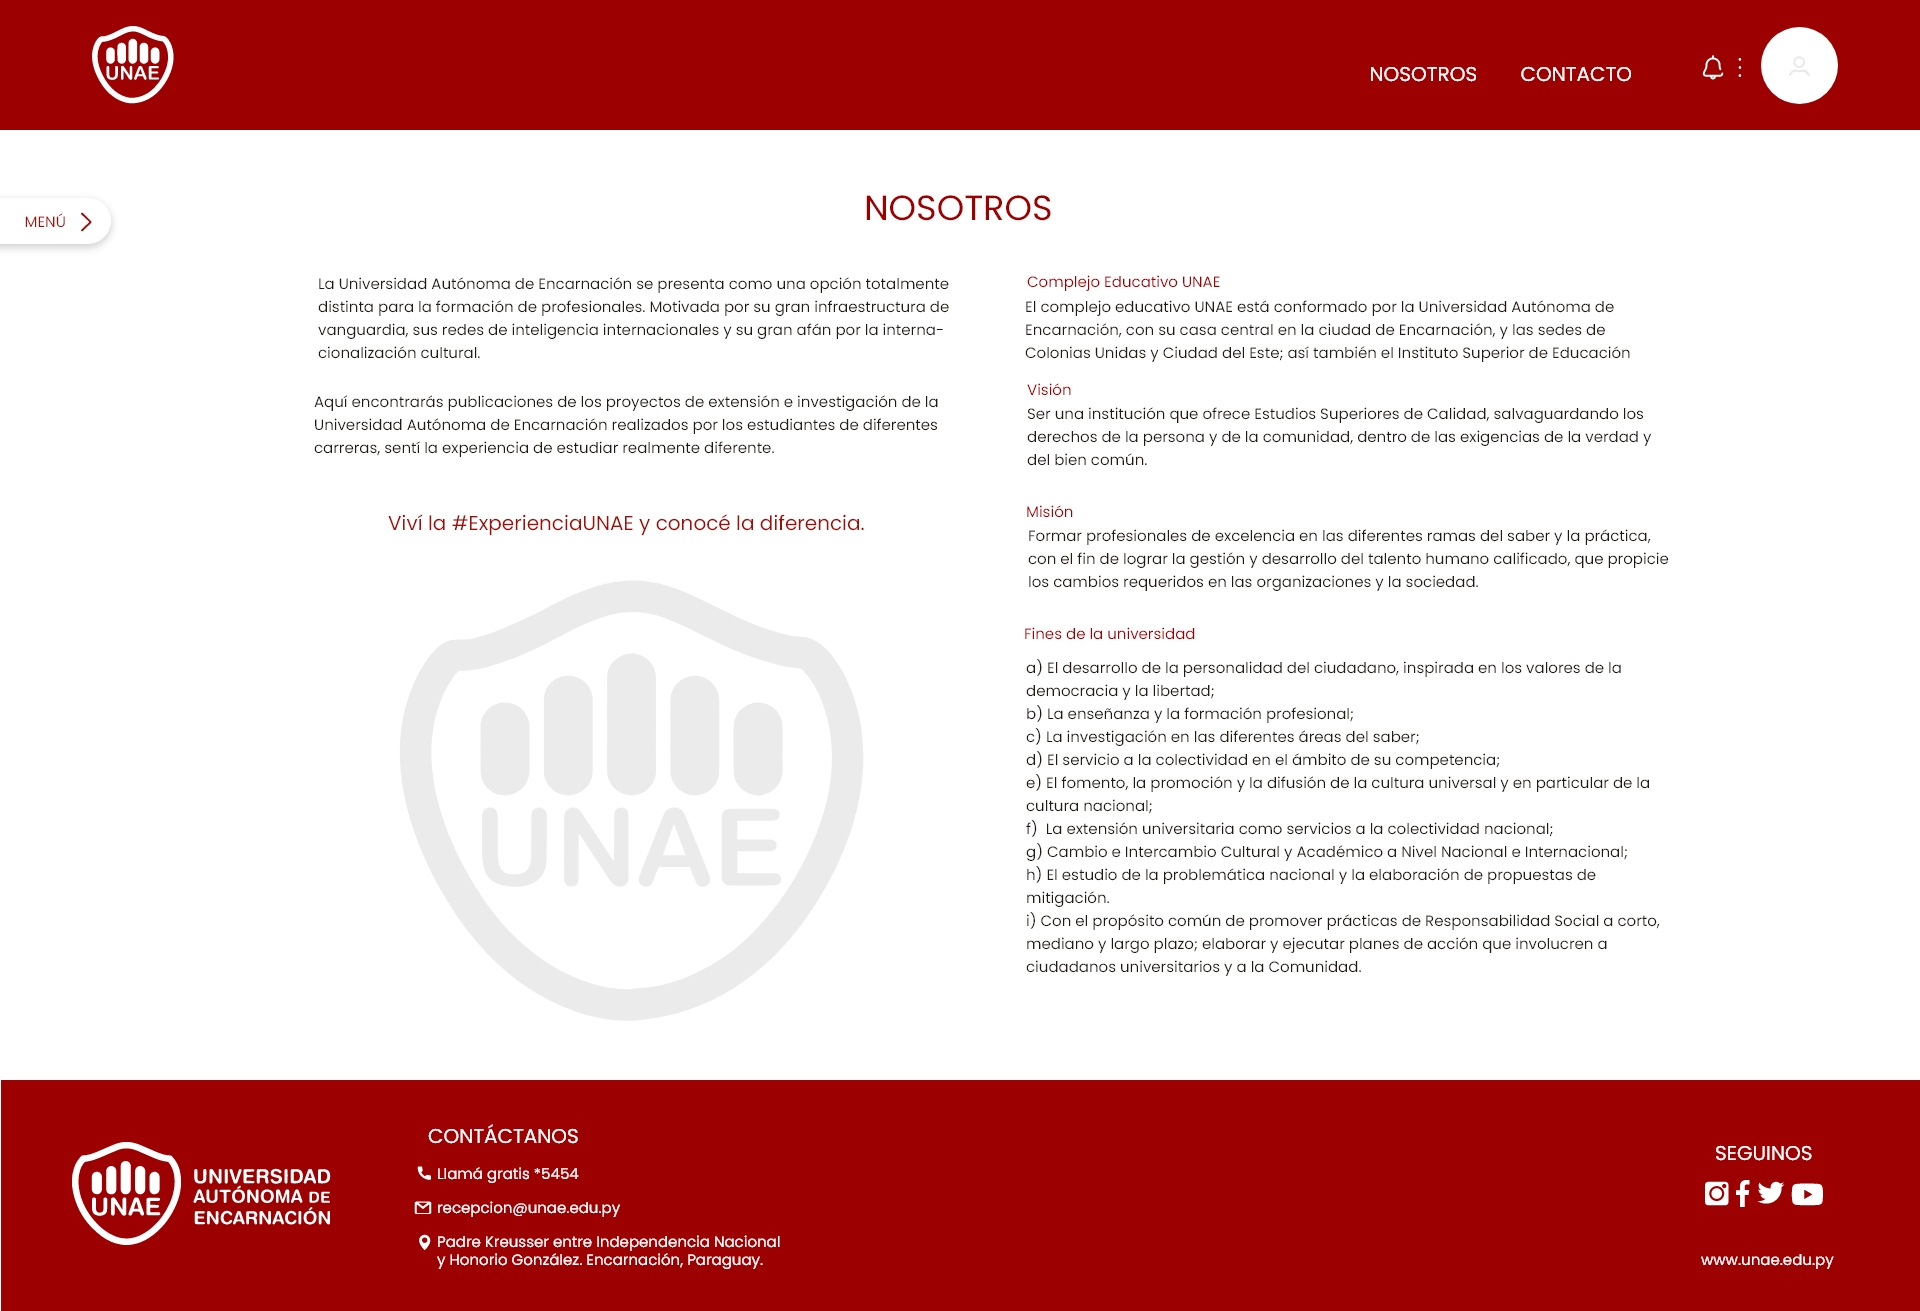 UNAE
NOSOTROS
CONTACTO
MENÚ
NOSOTROS
La Universidad Autónoma de Encarnación se presenta como una opción totalmente
distinta para la formación de profesionales. Motivada por su gran infraestructura de
vanguardia, sus redes de inteligencia internacionales y su gran afán por la interna-
cionalización cultural.
Aquí encontrarás publicaciones de los proyectos de extensión e investigación de la
Universidad Autónoma de Encarnación realizados por los estudiantes de diferentes
carreras, sentí la experiencia de estudiar realmente diferente.
Viví la #ExperienciaUNAE y conocé la diferencia.
UNAE
Complejo Educativo UNAE
El complejo educativo UNAE está conformado por la Universidad Autónoma de
Encarnación, con su casa central en la ciudad de Encarnación, y las sedes de
Colonias Unidas y Ciudad del Este; así también el Instituto Superior de Educación
Visión
Ser una institución que ofrece Estudios Superiores de Calidad, salvaguardando los
derechos de la persona y de la comunidad, dentro de las exigencias de la verdad y
del bien común.
Misión
Formar profesionales de excelencia en las diferentes ramas del saber y la práctica,
con el fin de lograr la gestión y desarrollo del talento humano calificado, que propicie
los cambios requeridos en las organizaciones y la sociedad.
Fines de la universidad
a) El desarrollo de la personalidad del ciudadano, inspirada en los valores de la
democracia y la libertad;
b) La enseñanza y la formación profesional;
c) La investigación en las diferentes áreas del saber;
d) El servicio a la colectividad en el ámbito de su competencia;
e) El fomento, la promoción y la difusión de la cultura universal y en particular de la
cultura nacional;
f)  La extensión universitaria como servicios a la colectividad nacional;
g) Cambio e Intercambio Cultural y Académico a Nivel Nacional e Internacional;
h) El estudio de la problemática nacional y la elaboración de propuestas de
mitigación.
i) Con el propósito común de promover prácticas de Responsabilidad Social a corto,
mediano y largo plazo; elaborar y ejecutar planes de acción que involucren a
ciudadanos universitarios y a la Comunidad.
UNAE
UNIVERSIDAD
AUTÓNOMA DE
ENCARNACIÓN
CONTÁCTANOS
Llamá gratis *5454
recepcion@unae.edu.py
Padre Kreusser entre Independencia Nacional
y Honorio González. Encarnación, Paraguay.
SEGUINOS
www.unae.edu.py